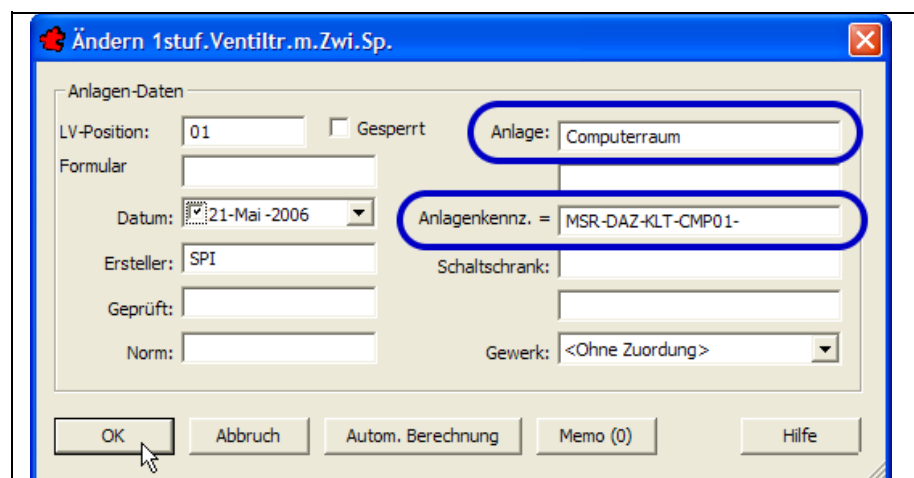 Ändern 1stuf.Ventiltr.m.Zwi.Sp.
Anlagen-Daten
LV-Position: 01 Gesperrt Anlage: Computerraum
Formular
Datum: 21-Mai -2006 Anlagenkennz. = MSR-DAZ-KLT-CMP01-
Ersteller: SPI Schaltschrank:
Geprüft:
Norm: Gewerk: <Ohne Zuordung>
OK Abbruch Autom. Berechnung Memo (0) Hilfe